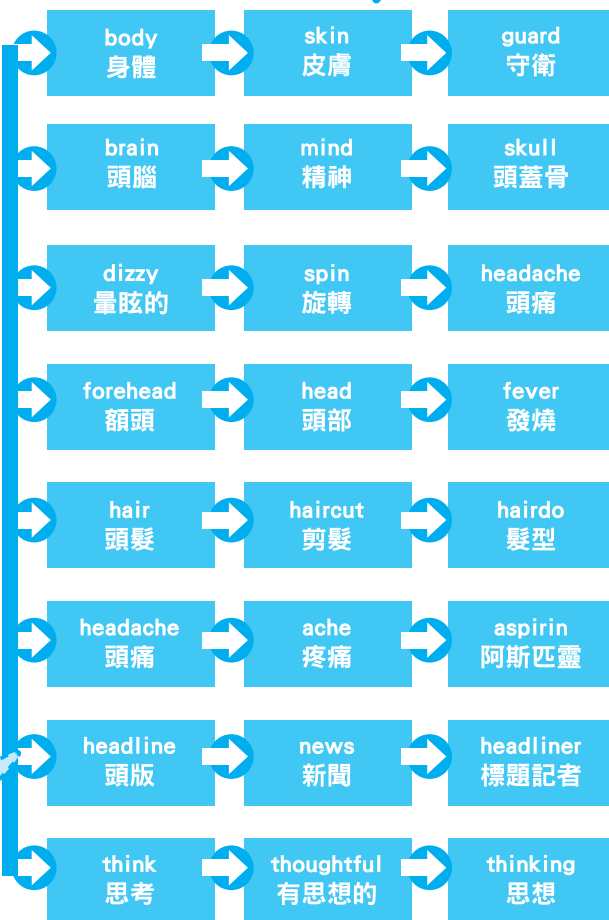 body
身體
skin
皮膚
guard
守衛
brain
頭腦
mind
精神
skull
頭蓋骨
dizzy
暈眩的
spin
旋轉
headache
頭痛
forehead
額頭
head
頭部
fever
發燒
hair
頭髮
haircut
剪髮
hairdo
髮型
headache
頭痛
ache
疼痛
aspirin
阿斯匹靈
headline
頭版
news
新聞
headliner
標題記者
think
思考
thoughtful
有思想的
thinking
思想